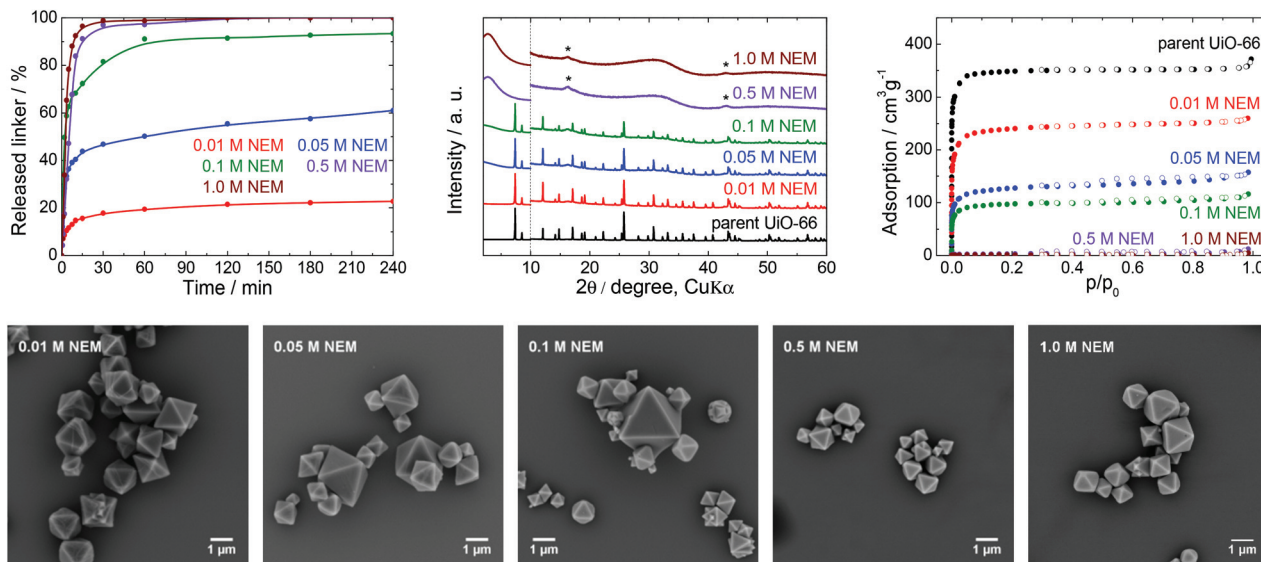 100
80
60
40
20
0
Released linker / %
0.01 M NEM 0.05 M NEM
0.1 M NEM 0.5 M NEM
1.0 M NEM
0 30 60 90 120 150 180 210 240
Time / min
Intensity / a. u.
* *
1.0 M NEM
* *
0.5 M NEM
0.1 M NEM
0.05 M NEM
0.01 M NEM
parent UiO-66
10 20 30 40 50 60
2θ / degree, CuKα
400
300
200
100
0
Adsorption / cm³g⁻¹
parent UiO-66
0.01 M NEM
0.05 M NEM
0.1 M NEM
0.5 M NEM 1.0 M NEM
0.0 0.2 0.4 0.6 0.8 1.0
p/p₀
0.01 M NEM
1 µm
0.05 M NEM
1 µm
0.1 M NEM
1 µm
0.5 M NEM
1 µm
1.0 M NEM
1 µm